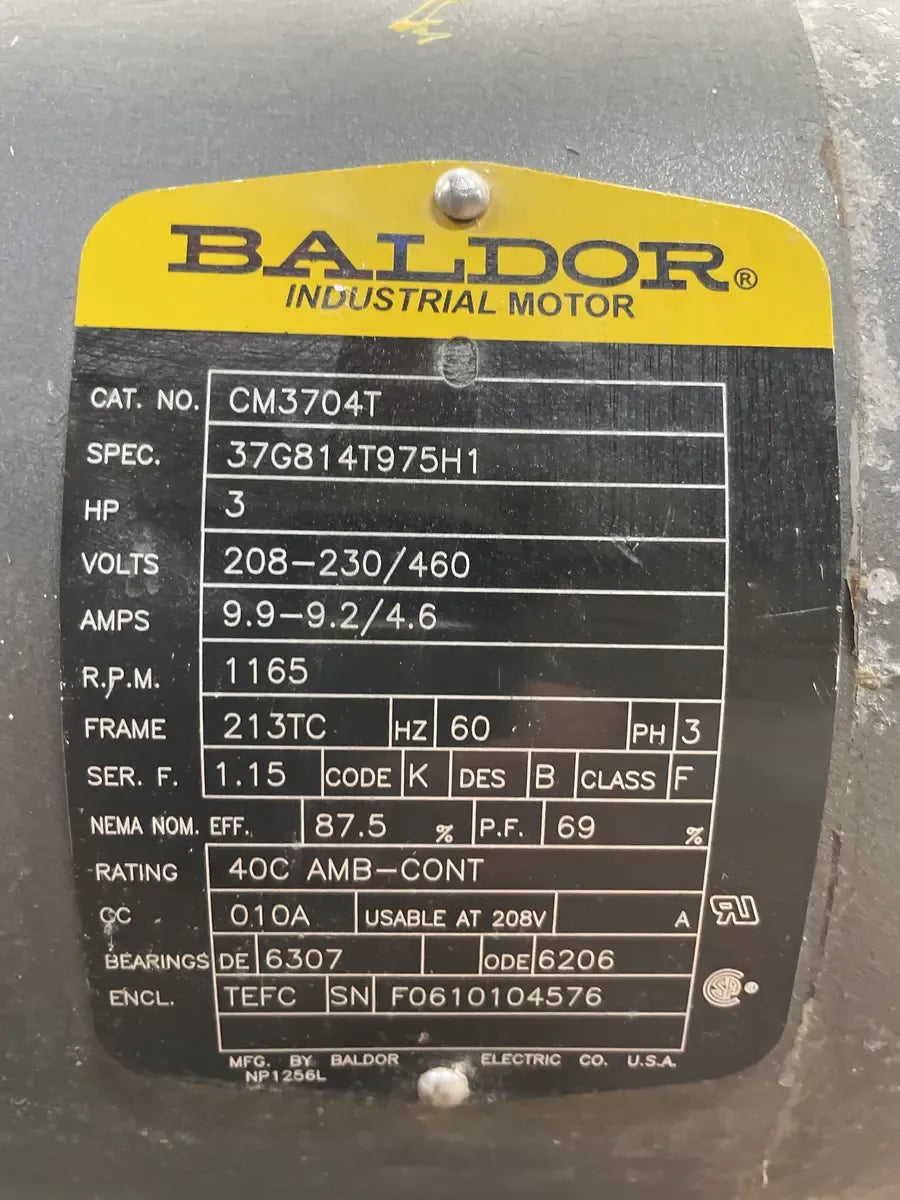 BALDOR®
INDUSTRIAL MOTOR
CAT. NO. CM3704T
SPEC. 37G814T975H1
HP 3
VOLTS 208-230/460
AMPS 9.9-9.2/4.6
R.P.M. 1165
FRAME 213TC HZ 60 PH 3
SER. F. 1.15 CODE K DES B CLASS F
NEMA NOM. EFF. 87.5 % P.F. 69 %
RATING 40C AMB-CONT
CC 010A USABLE AT 208V A
BEARINGS DE 6307 ODE 6206
ENCL. TEFC SN F0610104576
MFG. BY BALDOR ELECTRIC CO. U.S.A.
NP1256L